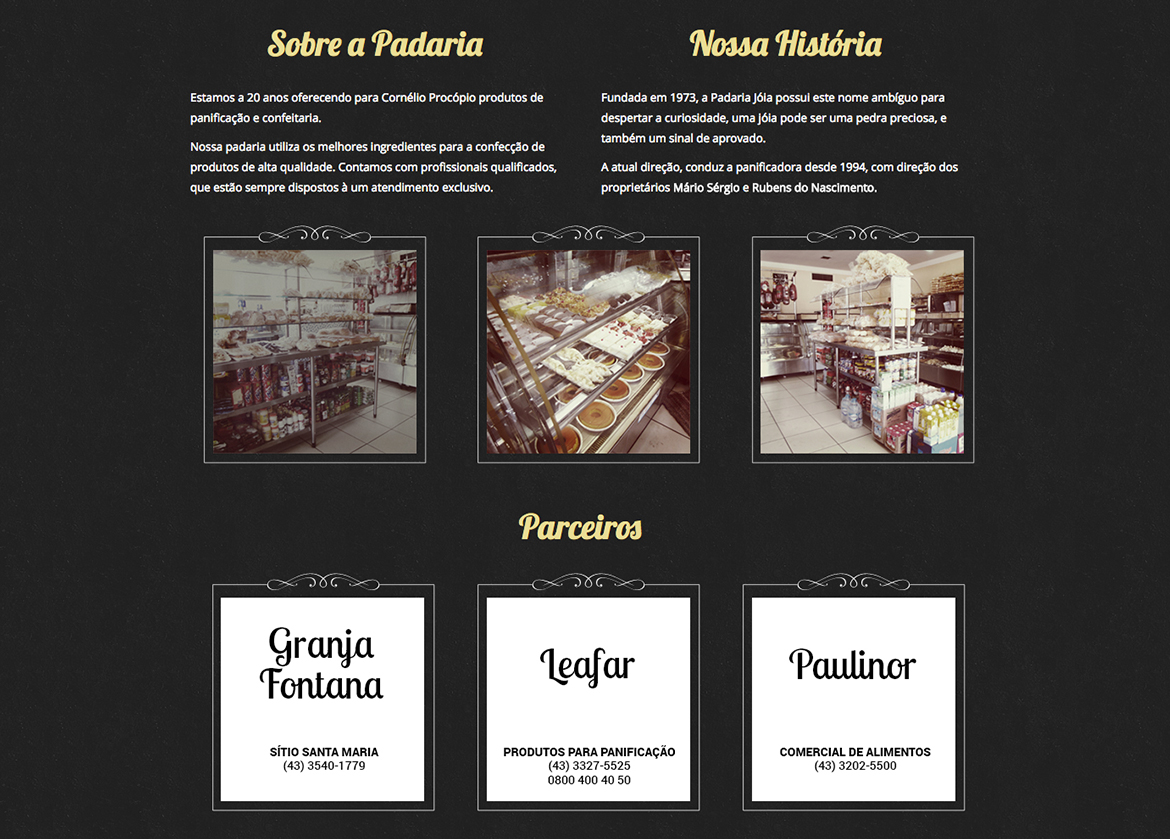 Sobre a Padaria
Estamos a 20 anos oferecendo para Cornélio Procópio produtos de
panificação e confeitaria.
Nossa padaria utiliza os melhores ingredientes para a confecção de
produtos de alta qualidade. Contamos com profissionais qualificados,
que estão sempre dispostos à um atendimento exclusivo.
Nossa História
Fundada em 1973, a Padaria Jóia possui este nome ambíguo para
despertar a curiosidade, uma jóia pode ser uma pedra preciosa, e
também um sinal de aprovado.
A atual direção, conduz a panificadora desde 1994, com direção dos
proprietários Mário Sérgio e Rubens do Nascimento.
Parceiros
Granja
Fontana
SÍTIO SANTA MARIA
(43) 3540-1779
Leafar
PRODUTOS PARA PANIFICAÇÃO
(43) 3327-5525
0800 400 40 50
Paulinor
COMERCIAL DE ALIMENTOS
(43) 3202-5500